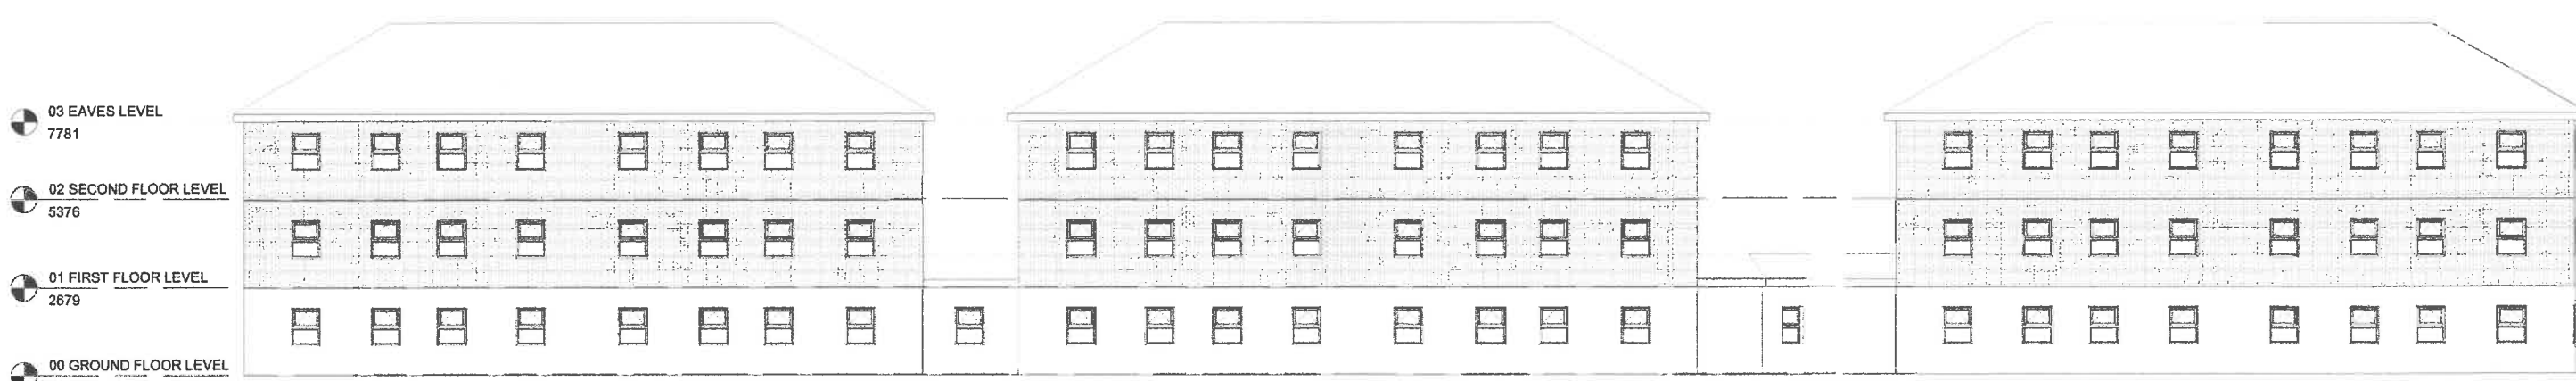 03 EAVES LEVEL
7781
02 SECOND FLOOR LEVEL
5376
01 FIRST FLOOR LEVEL
2679
00 GROUND FLOOR LEVEL